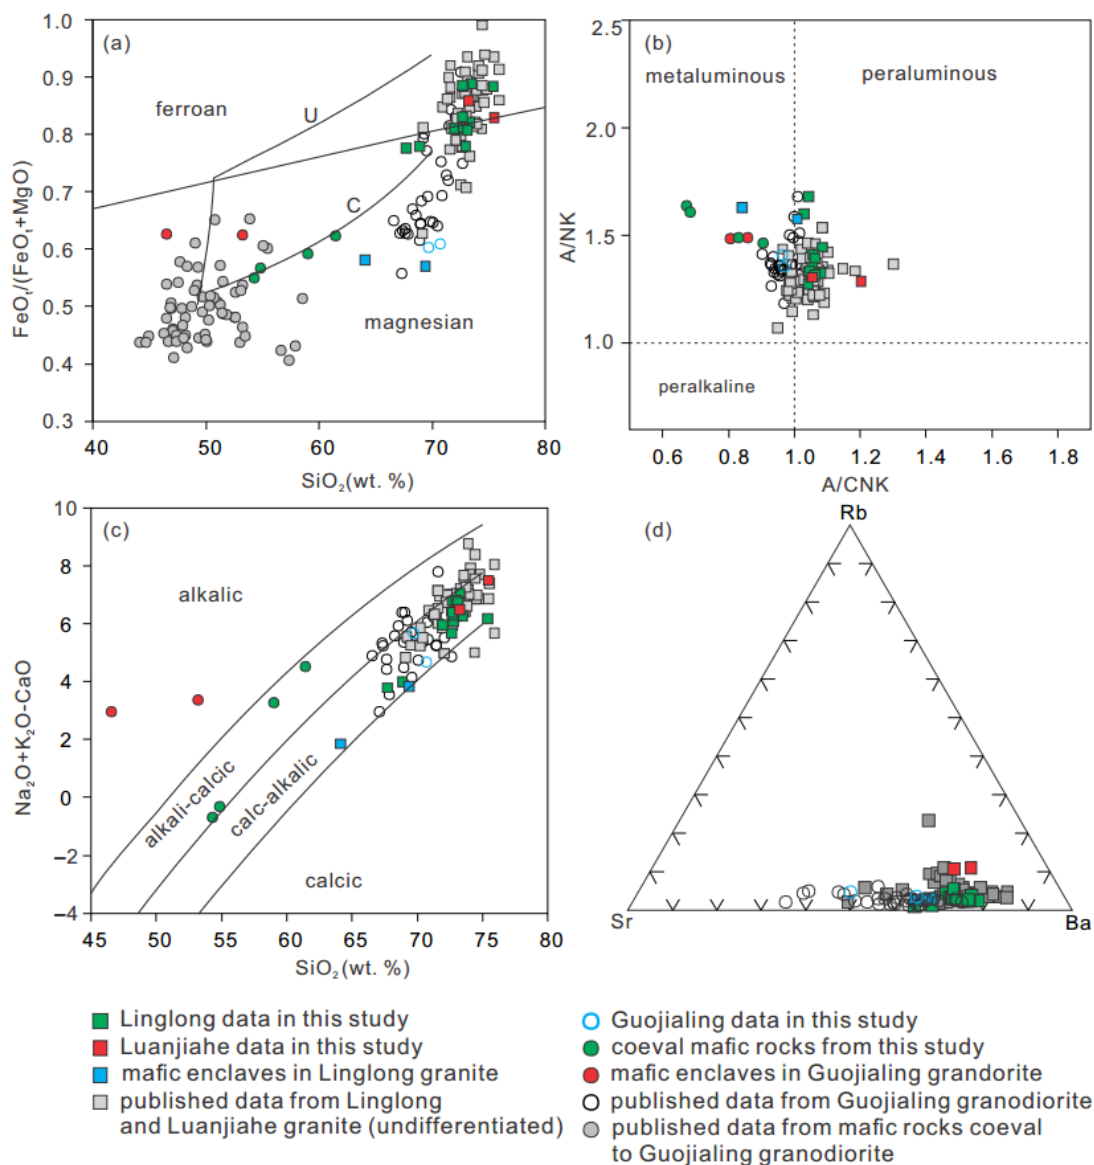 (a)
ferroan
U
C
magnesian
1.0
0.9
0.8
0.7
0.6
0.5
0.4
0.3
40
50
60
70
80
FeOₜ/(FeOₜ+MgO)
SiO₂(wt. %)
(b)
metaluminous
peraluminous
peralkaline
2.5
2.0
1.5
1.0
0.6
0.8
1.0
1.2
1.4
1.6
1.8
A/NK
A/CNK
(c)
alkalic
alkali-calcic
calc-alkalic
calcic
10
8
6
4
2
0
−2
−4
45
50
55
60
65
70
75
80
Na₂O+K₂O-CaO
SiO₂(wt. %)
(d)
Rb
Sr
Ba
Linglong data in this study
Luanjiahe data in this study
mafic enclaves in Linglong granite
published data from Linglong
and Luanjiahe granite (undifferentiated)
Guojialing data in this study
coeval mafic rocks from this study
mafic enclaves in Guojialing grandorite
published data from Guojialing granodiorite
published data from mafic rocks coeval
to Guojialing granodiorite